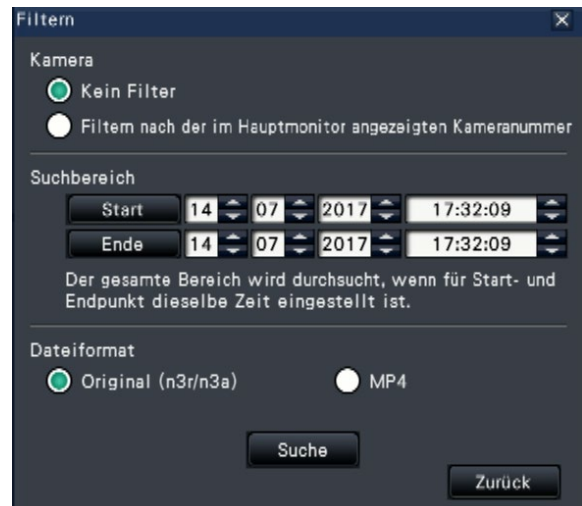 Filtern
Kamera
Kein Filter
Filtern nach der im Hauptmonitor angezeigten Kameranummer
Suchbereich
Start 14 07 2017 17:32:09
Ende 14 07 2017 17:32:09
Der gesamte Bereich wird durchsucht, wenn für Start- und
Endpunkt dieselbe Zeit eingestellt ist.
Dateiformat
Original (n3r/n3a) MP4
Suche
Zurück